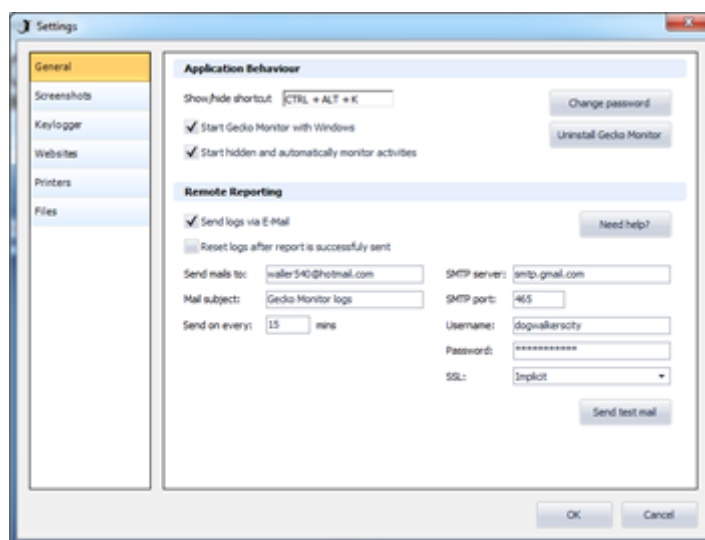 Settings
General
Screenshots
Keylogger
Websites
Printers
Files
Application Behaviour
Show/hide shortcut CTRL + ALT + K
Change password
Start Gecko Monitor with Windows
Uninstall Gecko Monitor
Start hidden and automatically monitor activities
Remote Reporting
Send logs via E-Mail
Need help?
Reset logs after report is successfuly sent
Send mails to: waller540@hotmail.com
SMTP server: smtp.gmail.com
Mail subject: Gecko Monitor logs
SMTP port: 465
Send on every: 15 mins
Username: dogwalkerscity
Password: ***********
SSL: Implicit
Send test mail
OK
Cancel